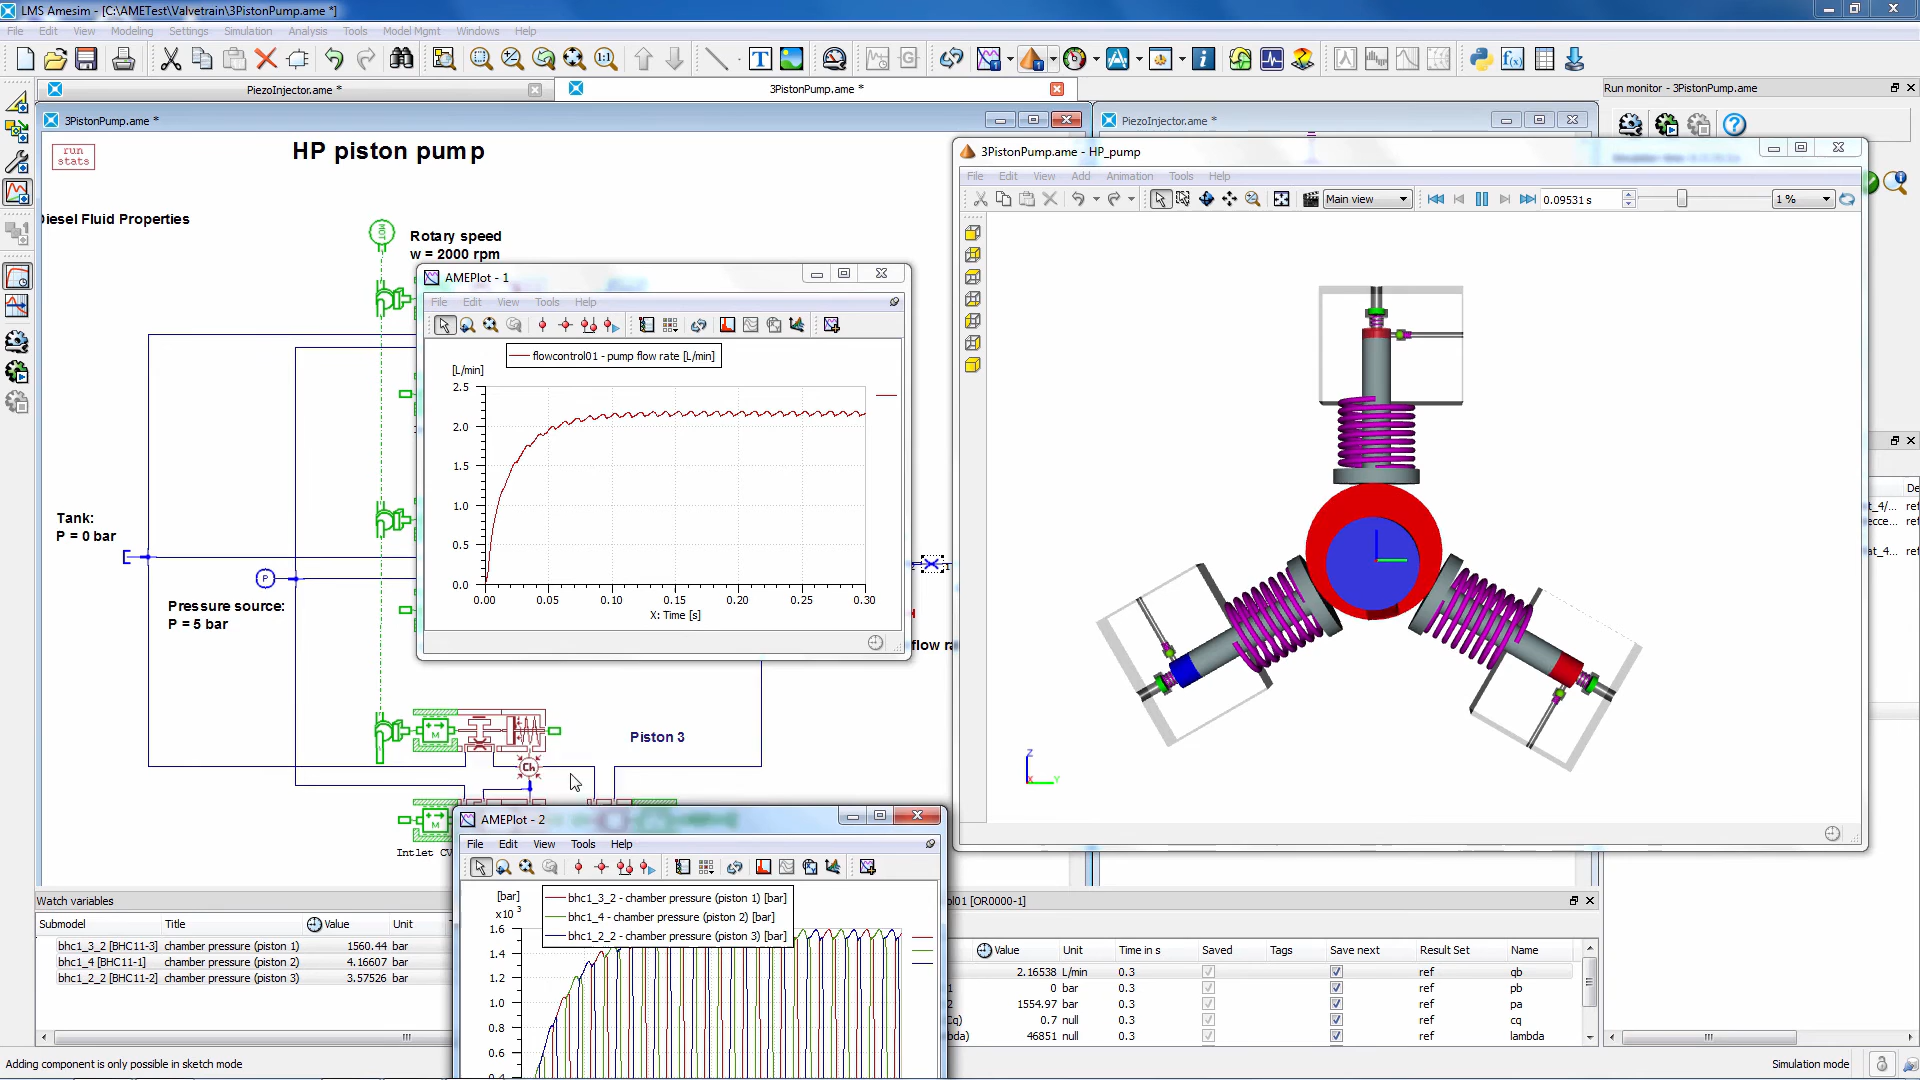 LMS Amesim - [C:\AMETest\Valvetrain\3PistonPump.ame *]
File Edit View Modeling Settings Simulation Analysis Tools Model Mgmt Windows Help
PiezoInjector.ame *
3PistonPump.ame *
Run monitor - 3PistonPump.ame
3PistonPump.ame *
PiezoInjector.ame *
run
stats
HP piston pump
Diesel Fluid Properties
MOT
Rotary speed
w = 2000 rpm
Tank:
P = 0 bar
P
Pressure source:
P = 5 bar
Piston 3
M
Ch
M
AMEPlot - 1
File Edit View Tools Help
flowcontrol01 - pump flow rate [L/min]
[L/min]
2.5
2.0
1.5
1.0
0.5
0.0
0.00 0.05 0.10 0.15 0.20 0.25 0.30
X: Time [s]
2 1
3PistonPump.ame - HP_pump
File Edit View Add Animation Tools Help
Main view
0.09531 s
1 %
z
x
y
AMEPlot - 2
File Edit View Tools Help
[bar]
x10 3
bhc1_3_2 - chamber pressure (piston 1) [bar]
bhc1_4 - chamber pressure (piston 2) [bar]
bhc1_2_2 - chamber pressure (piston 3) [bar]
1.6
1.4
1.2
1.0
0.8
0.6
0.4
Watch variables
Submodel Title Value Unit
bhc1_3_2 [BHC11-3] chamber pressure (piston 1) 1560.44 bar
bhc1_4 [BHC11-1] chamber pressure (piston 2) 4.16607 bar
bhc1_2_2 [BHC11-2] chamber pressure (piston 3) 3.57526 bar
[OR0000-1]
Value Unit Time in s Saved Tags Save next Result Set Name
2.16538 L/min 0.3 ref qb
0 bar 0.3 ref pb
1554.97 bar 0.3 ref pa
0.7 null 0.3 ref cq
46851 null 0.3 ref lambda
Adding component is only possible in sketch mode
Simulation mode